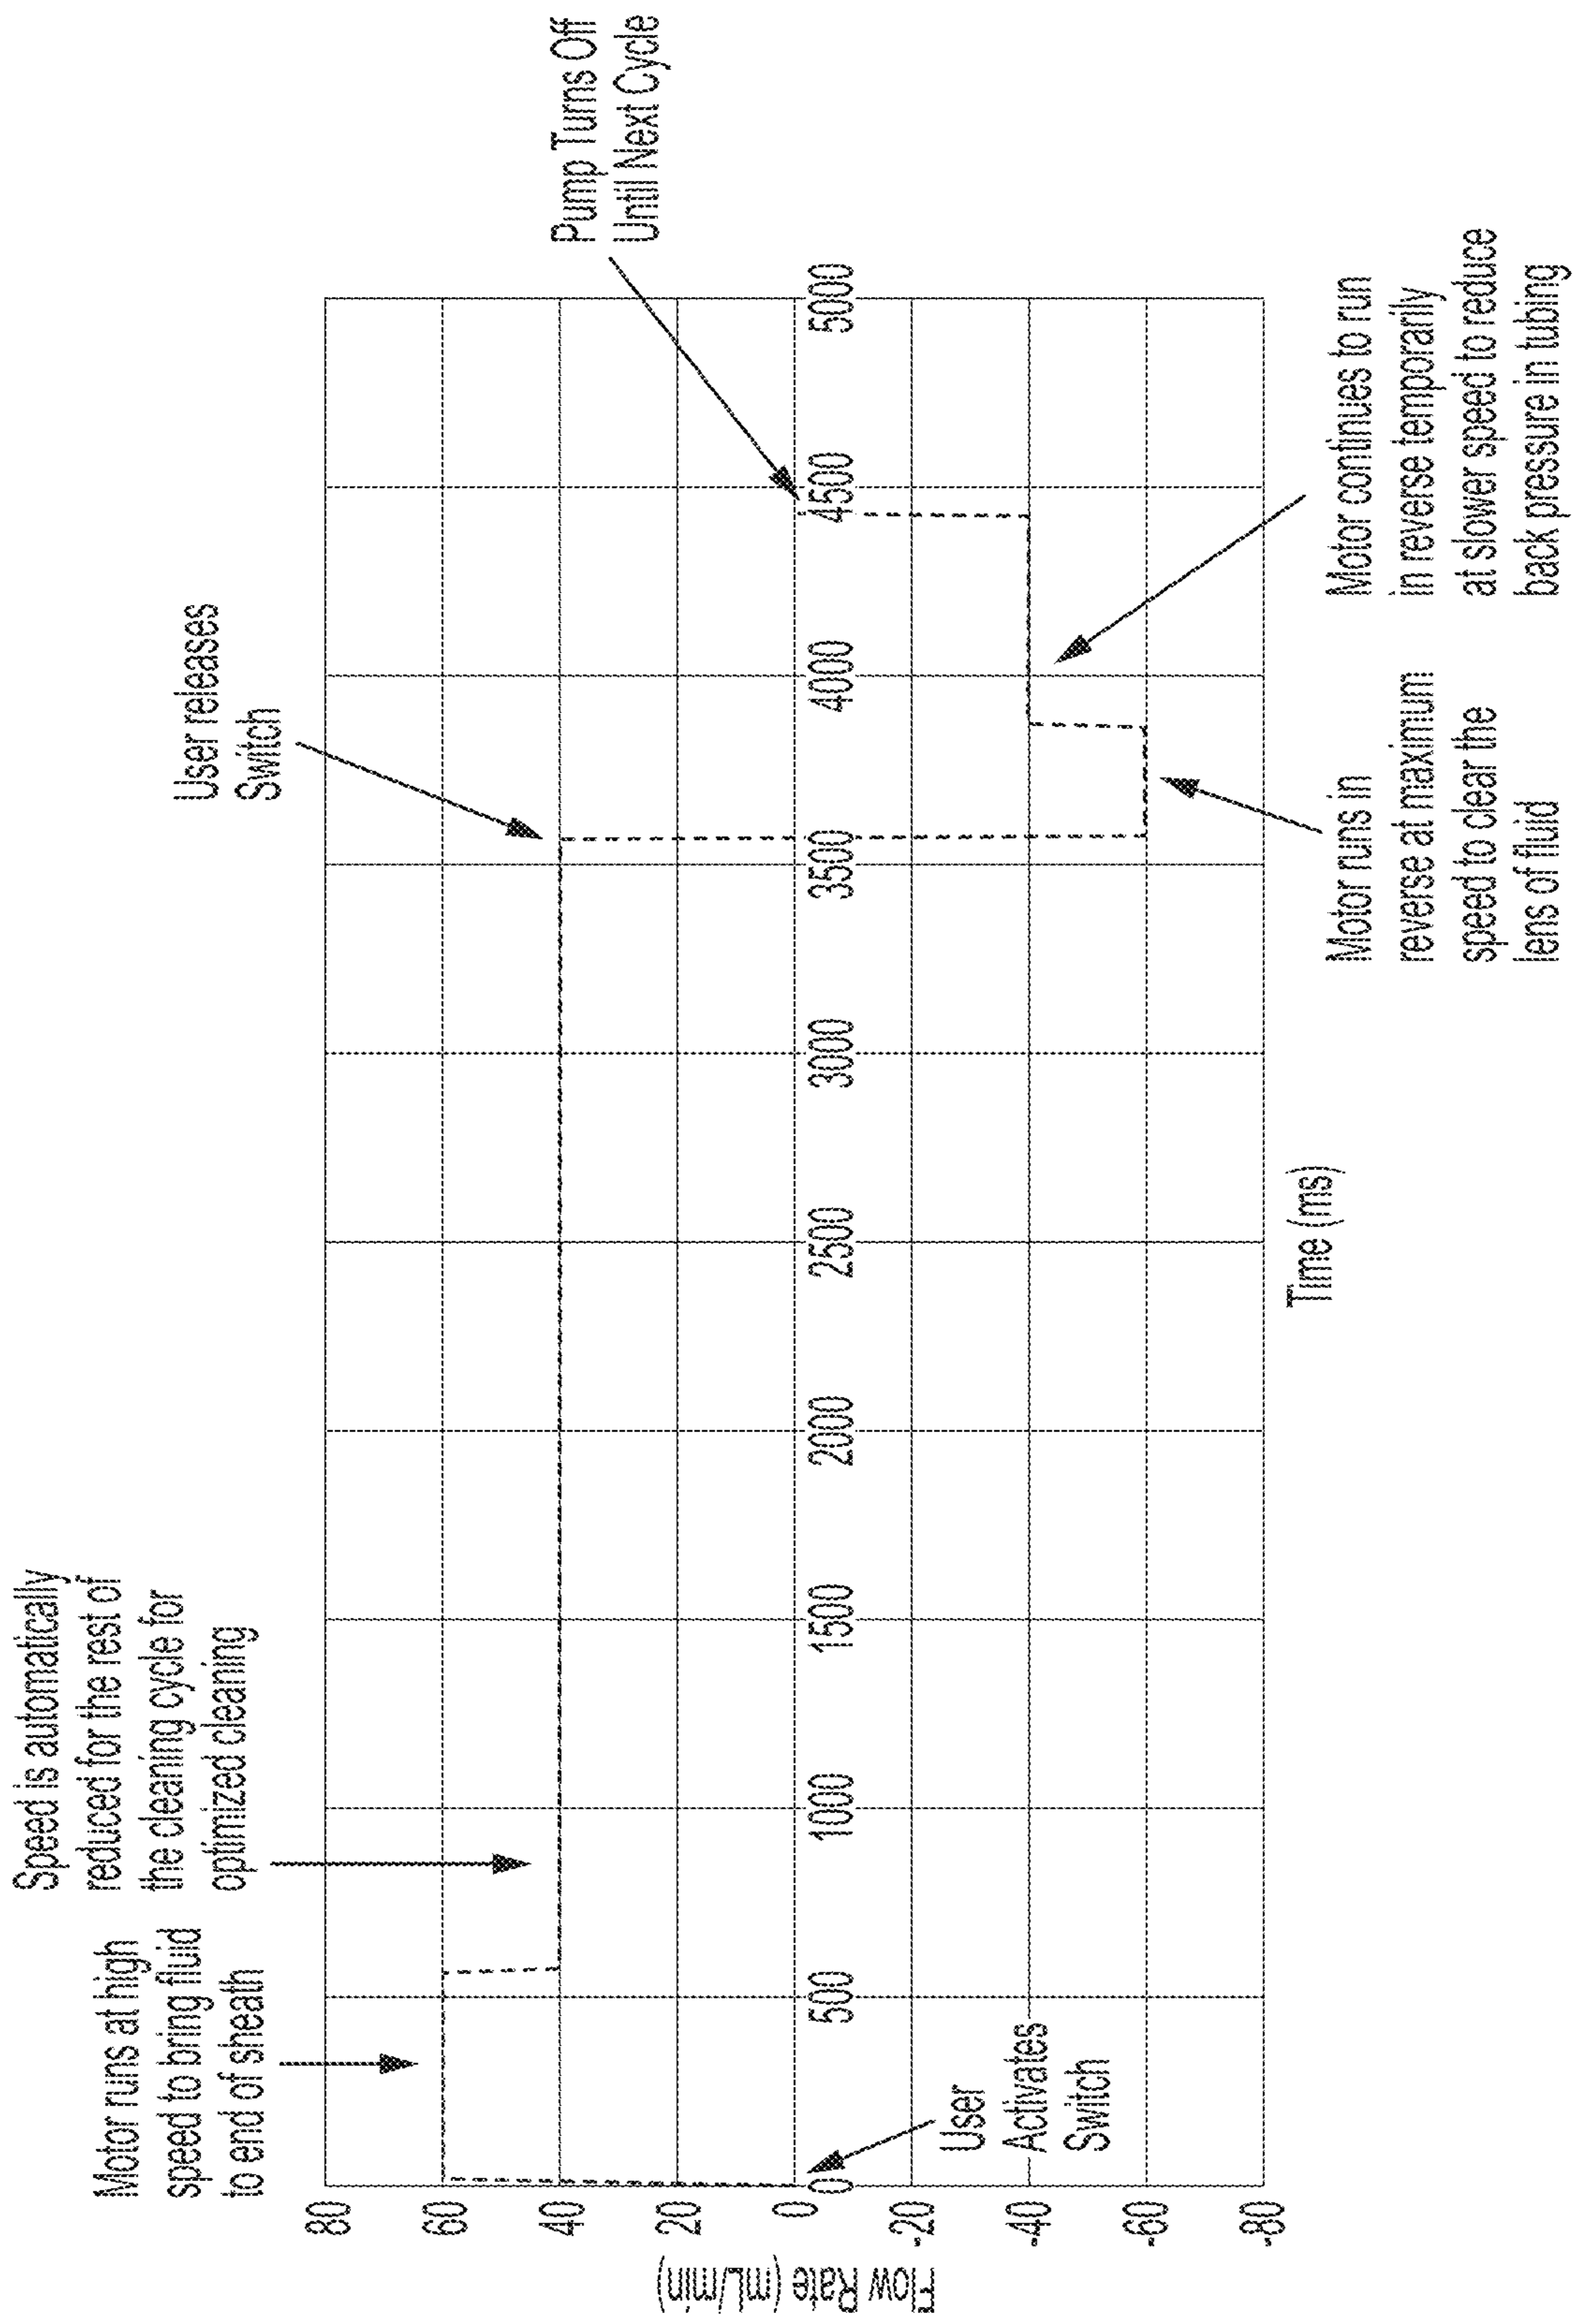 Motor runs at high
speed to bring fluid
to end of sheath
Speed is automatically
reduced for the rest of
the cleaning cycle for
optimized cleaning
User releases
Switch
Pump Turns Off
Until Next Cycle
Flow Rate (mL/min)
80
60
40
20
0
-20
-40
-60
-80
0
500
1000
1500
2000
2500
3000
3500
4000
4500
5000
User
Activates
Switch
Time (ms)
Motor runs in
reverse at maximum
speed to clear the
lens of fluid
Motor continues to run
in reverse temporarily
at slower speed to reduce
back pressure in tubing